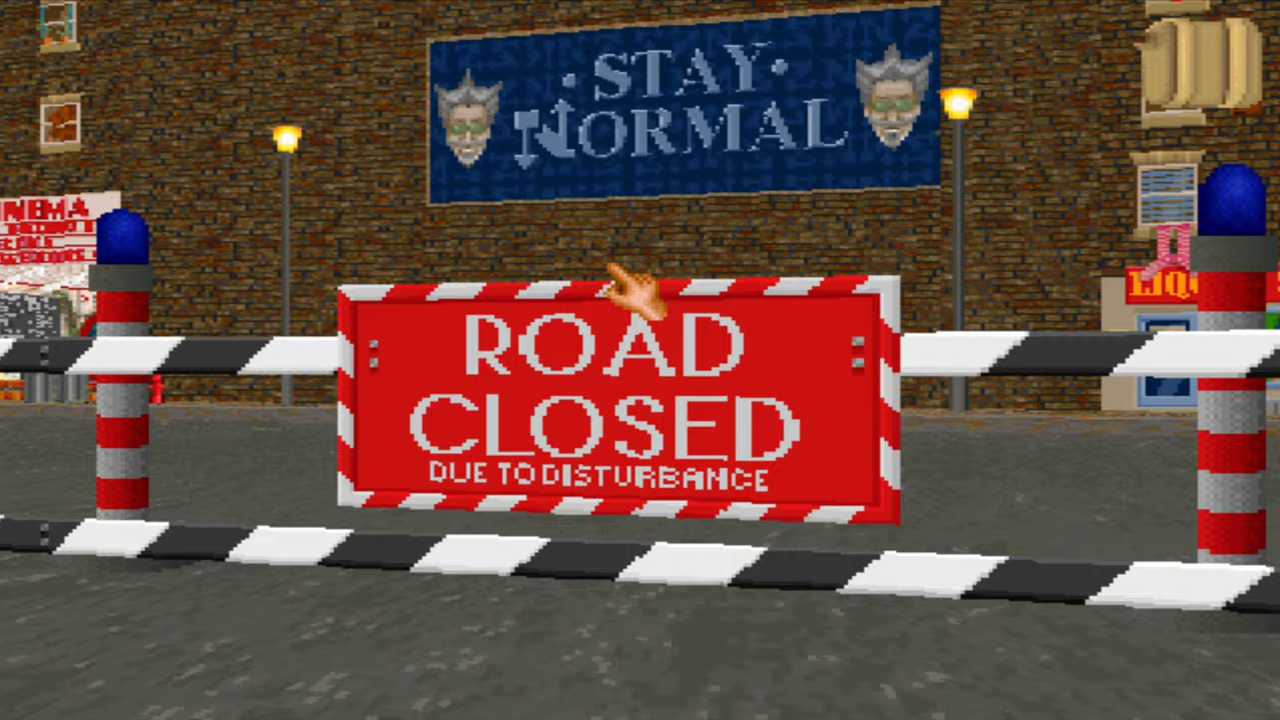 • STAY •
NORMAL
ROAD
CLOSED
DUE TO DISTURBANCE